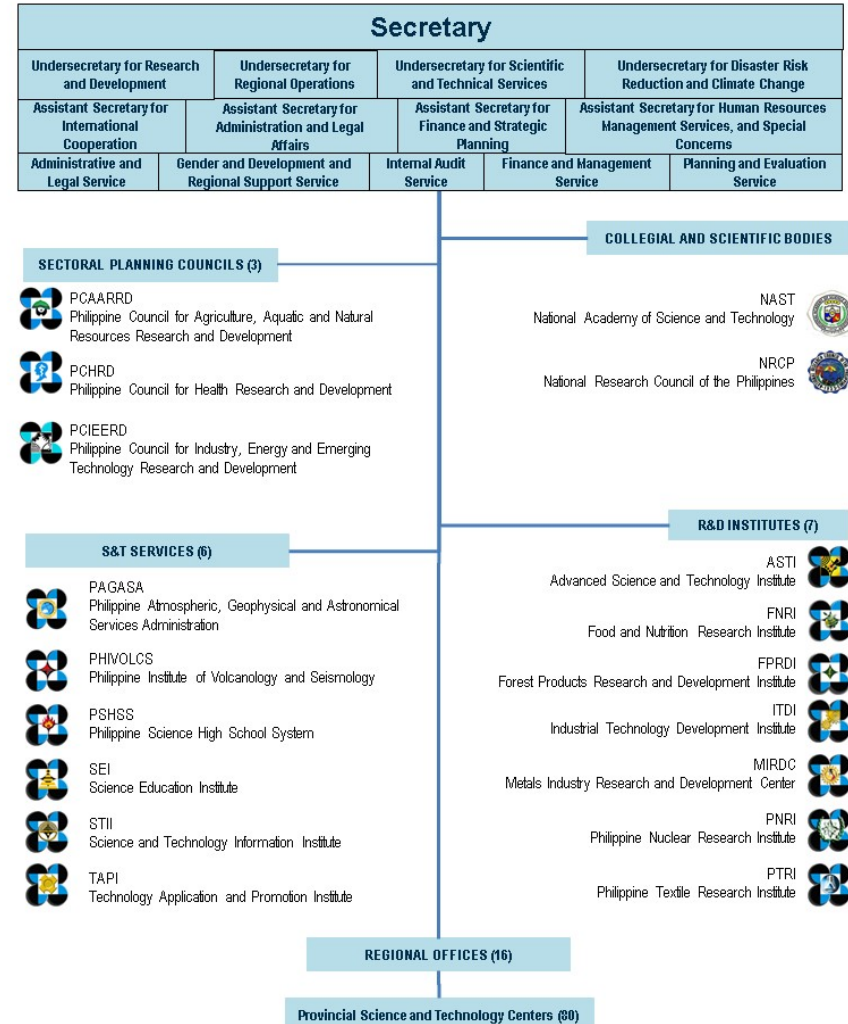 Secretary
Undersecretary for Research
and Development
Undersecretary for
Regional Operations
Undersecretary for Scientific
and Technical Services
Undersecretary for Disaster Risk
Reduction and Climate Change
Assistant Secretary for
International
Cooperation
Assistant Secretary for
Administration and Legal
Affairs
Assistant Secretary for
Finance and Strategic
Planning
Assistant Secretary for Human Resources
Management Services, and Special
Concerns
Administrative and
Legal Service
Gender and Development and
Regional Support Service
Internal Audit
Service
Finance and Management
Service
Planning and Evaluation
Service
COLLEGIAL AND SCIENTIFIC BODIES
NAST
National Academy of Science and Technology
NRCP
National Research Council of the Philippines
SECTORAL PLANNING COUNCILS (3)
PCAARRD
Philippine Council for Agriculture, Aquatic and Natural
Resources Research and Development
PCHRD
Philippine Council for Health Research and Development
PCIEERD
Philippine Council for Industry, Energy and Emerging
Technology Research and Development
R&D INSTITUTES (7)
ASTI
Advanced Science and Technology Institute
FNRI
Food and Nutrition Research Institute
FPRDI
Forest Products Research and Development Institute
ITDI
Industrial Technology Development Institute
MIRDC
Metals Industry Research and Development Center
PNRI
Philippine Nuclear Research Institute
PTRI
Philippine Textile Research Institute
S&T SERVICES (6)
PAGASA
Philippine Atmospheric, Geophysical and Astronomical
Services Administration
PHIVOLCS
Philippine Institute of Volcanology and Seismology
PSHSS
Philippine Science High School System
SEI
Science Education Institute
STII
Science and Technology Information Institute
TAPI
Technology Application and Promotion Institute
REGIONAL OFFICES (16)
Provincial Science and Technology Centers (80)